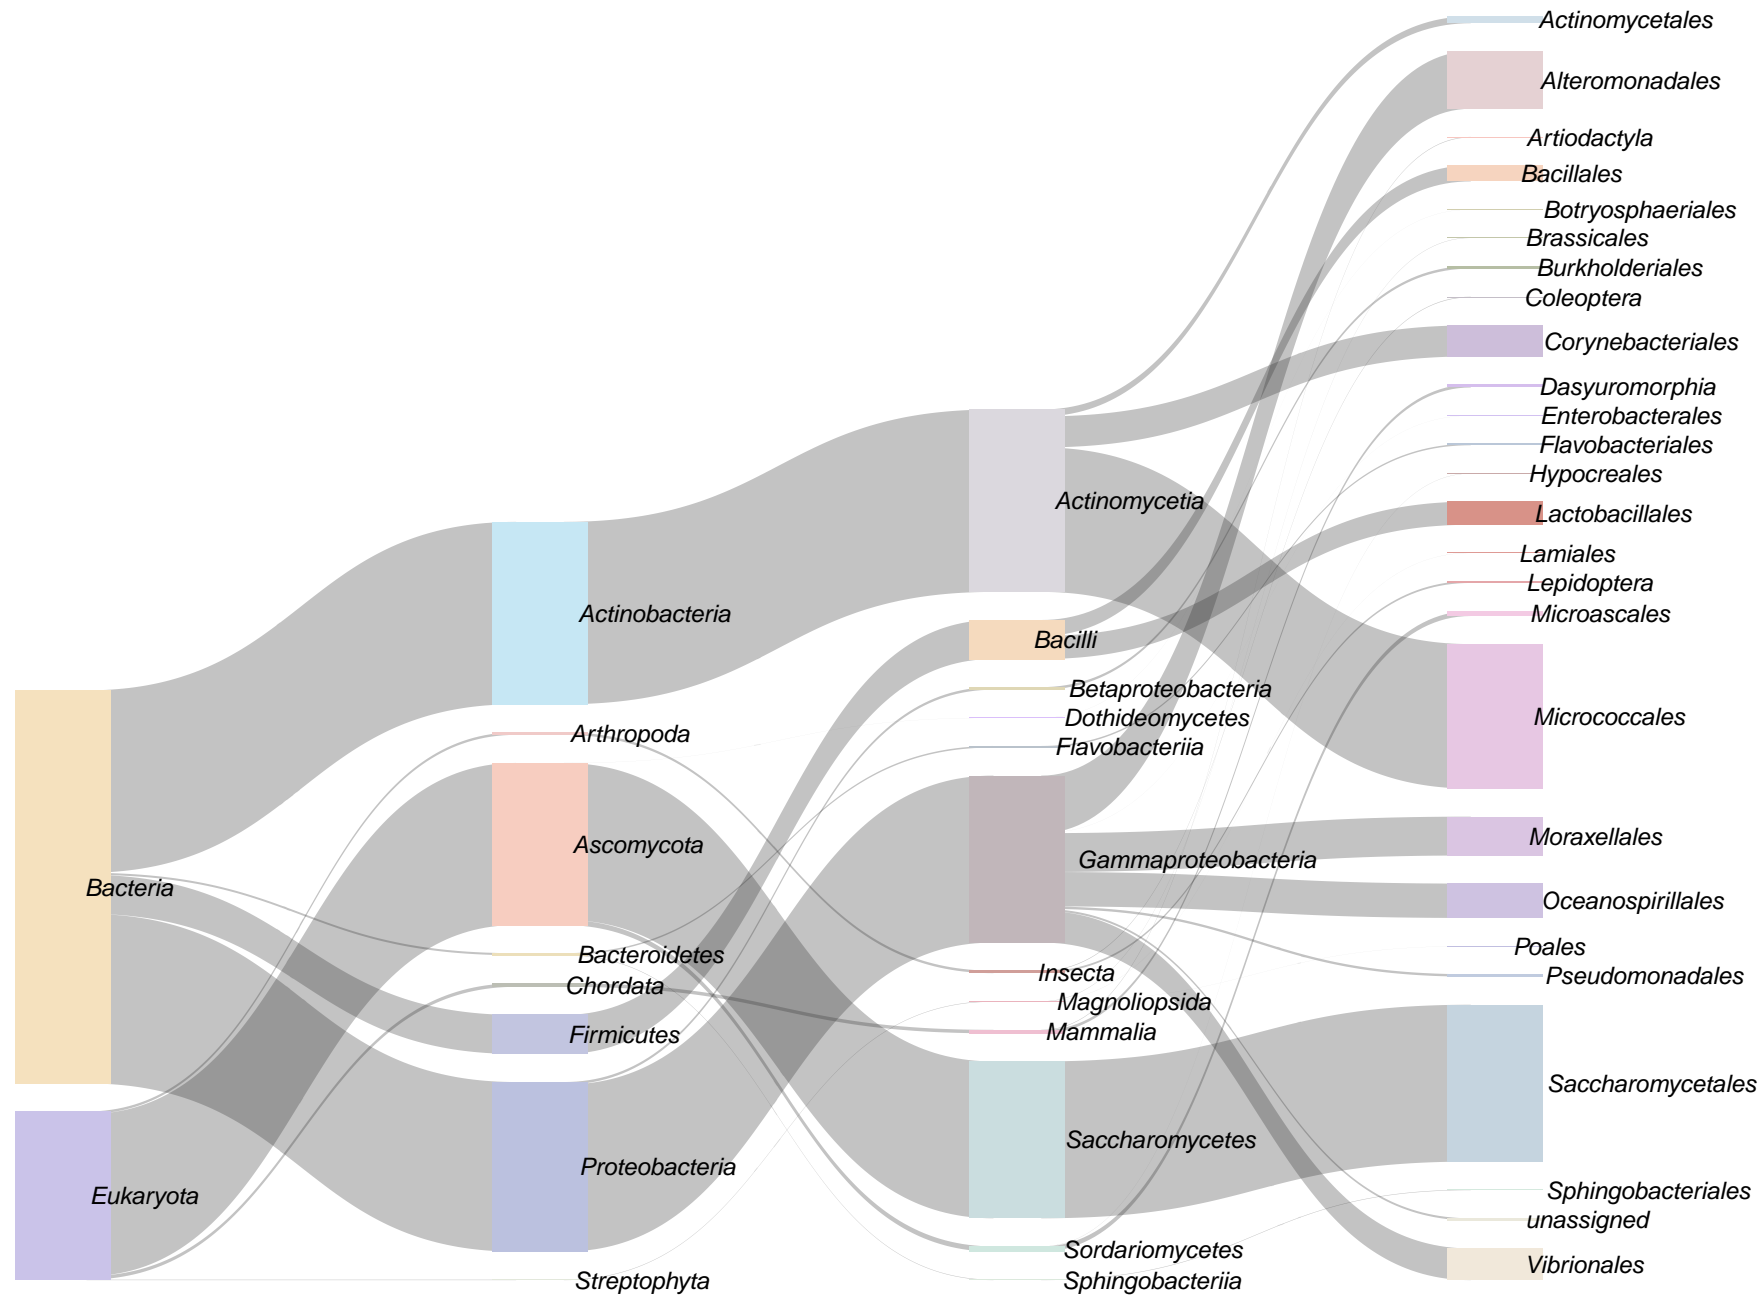 Bacteria
Eukaryota
Actinobacteria
Arthropoda
Ascomycota
Bacteroidetes
Chordata
Firmicutes
Proteobacteria
Streptophyta
Actinomycetia
Bacilli
Betaproteobacteria
Dothideomycetes
Flavobacteriia
Gammaproteobacteria
Insecta
Magnoliopsida
Mammalia
Saccharomycetes
Sordariomycetes
Sphingobacteriia
Actinomycetales
Alteromonadales
Artiodactyla
Bacillales
Botryosphaeriales
Brassicales
Burkholderiales
Coleoptera
Corynebacteriales
Dasyuromorphia
Enterobacterales
Flavobacteriales
Hypocreales
Lactobacillales
Lamiales
Lepidoptera
Microascales
Micrococcales
Moraxellales
Oceanospirillales
Poales
Pseudomonadales
Saccharomycetales
Sphingobacteriales
unassigned
Vibrionales